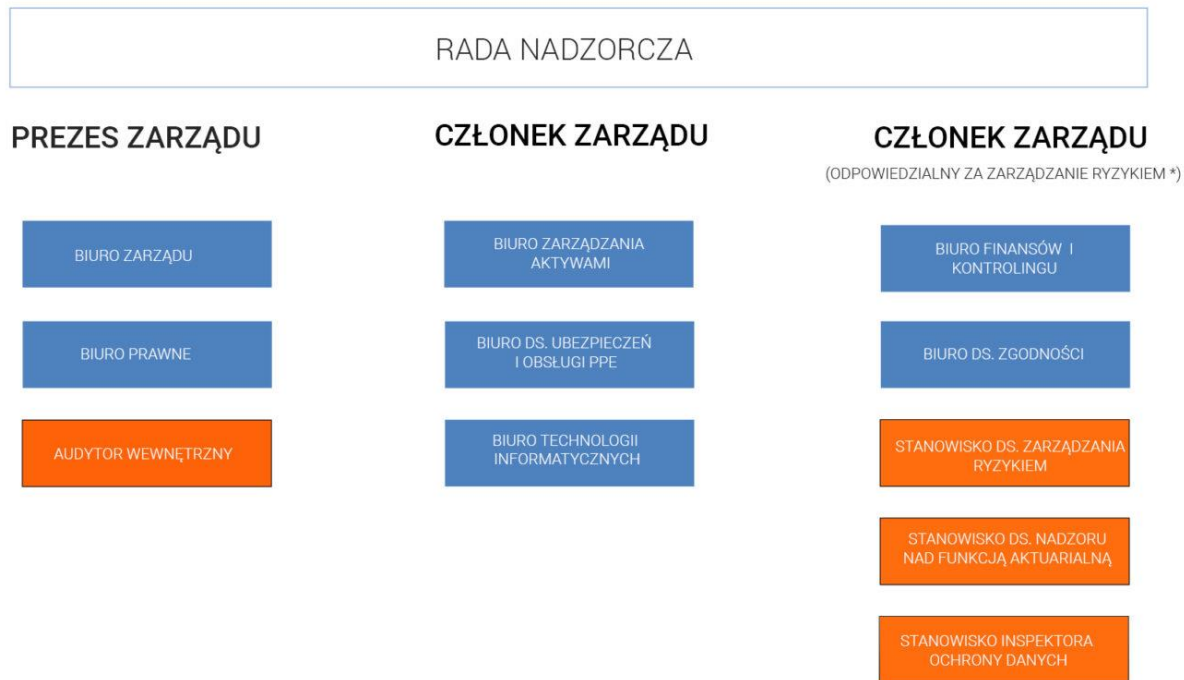 RADA NADZORCZA
PREZES ZARZĄDU
BIURO ZARZĄDU
BIURO PRAWNE
AUDYTOR WEWNĘTRZNY
CZŁONEK ZARZĄDU
BIURO ZARZĄDZANIA
AKTYWAMI
BIURO DS. UBEZPIECZEŃ
I OBSŁUGI PPE
BIURO TECHNOLOGII
INFORMATYCZNYCH
CZŁONEK ZARZĄDU
(ODPOWIEDZIALNY ZA ZARZĄDZANIE RYZYKIEM *)
BIURO FINANSÓW I
KONTROLINGU
BIURO DS. ZGODNOŚCI
STANOWISKO DS. ZARZĄDZANIA
RYZYKIEM
STANOWISKO DS. NADZORU
NAD FUNKCJĄ AKTUARIALNĄ
STANOWISKO INSPEKTORA
OCHRONY DANYCH